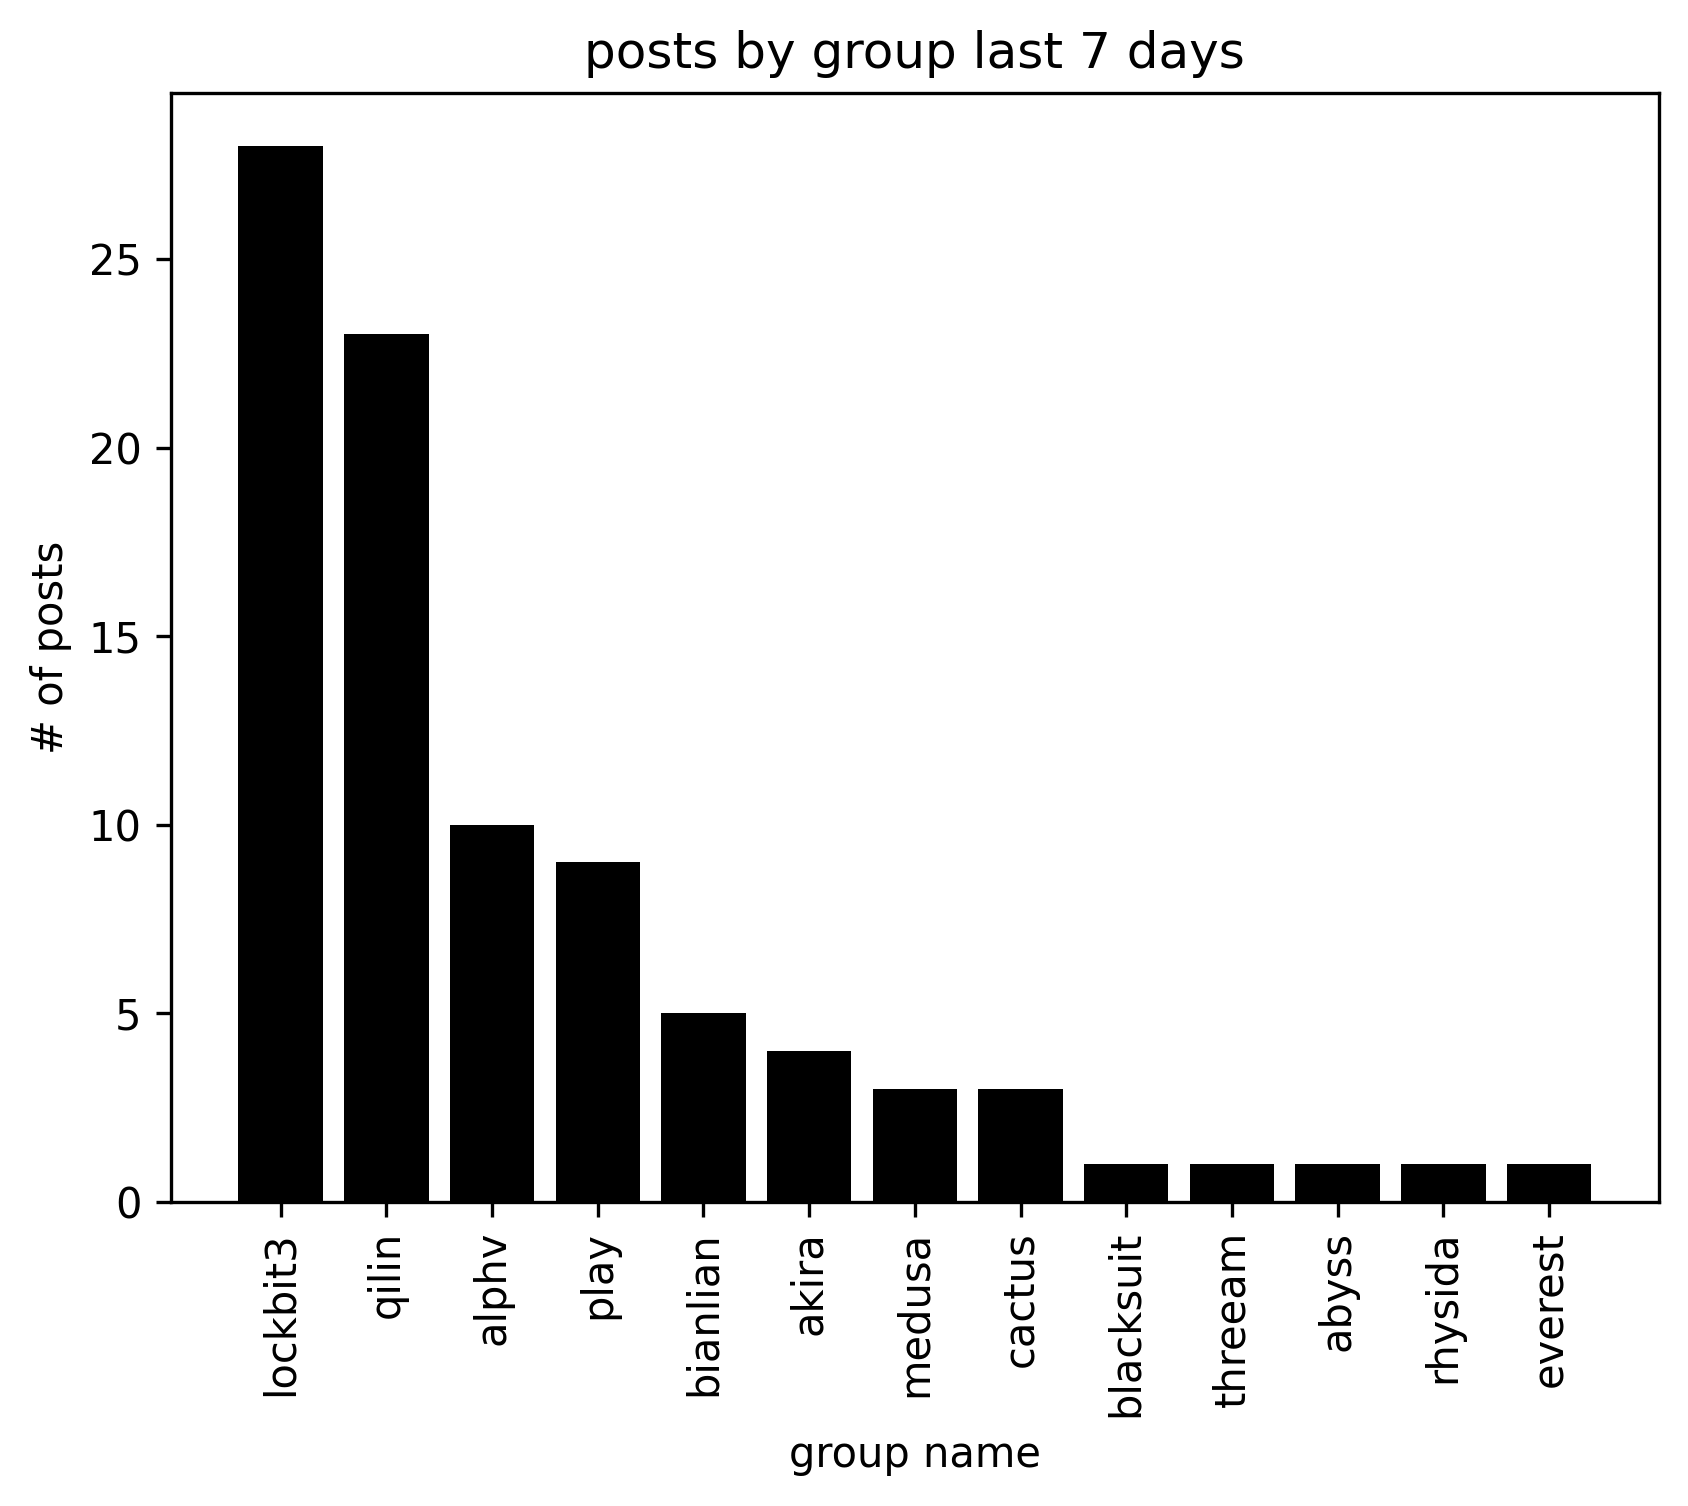 posts by group last 7 days
# of posts
25
20
15
10
5
0
lockbit3
qilin
alphv
play
bianlian
akira
medusa
cactus
blacksuit
threeam
abyss
rhysida
everest
group name